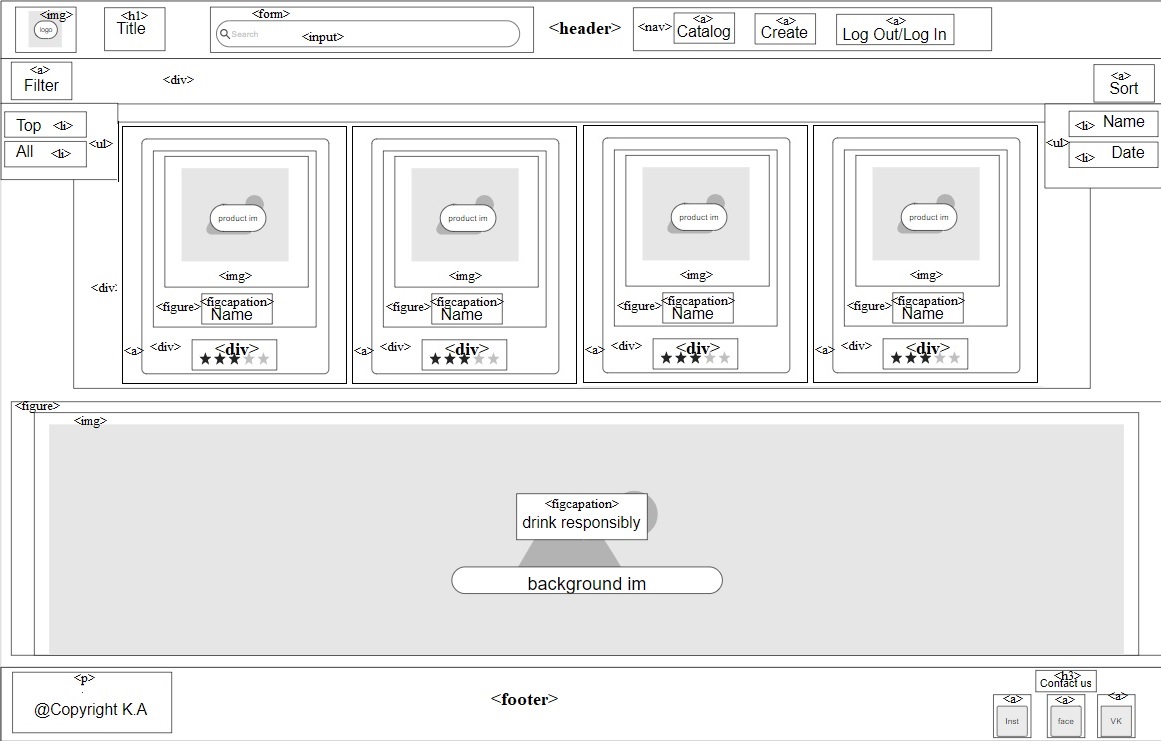 <img> <h1> <form> <header> <nav> <a> <a> <a>
logo Title Search <input> Catalog Create Log Out/Log In
<a> <div> <a>
Filter Sort
Top <li> <ul> <li> Name
All <li> <ul> <li> Date
product im product im product im product im
<img> <img> <img> <img>
<div>
<figure> <figcapation> <figure> <figcapation> <figure> <figcapation> <figure> <figcapation>
Name Name Name Name
<a> <div> <div> <a> <div> <div> <a> <div> <div> <a> <div> <div>
<figure>
<img>
<figcapation>
drink responsibly
background im
<p> <footer> <h3>
@Copyright K.A Contact us
<a> <a> <a>
Inst face VK